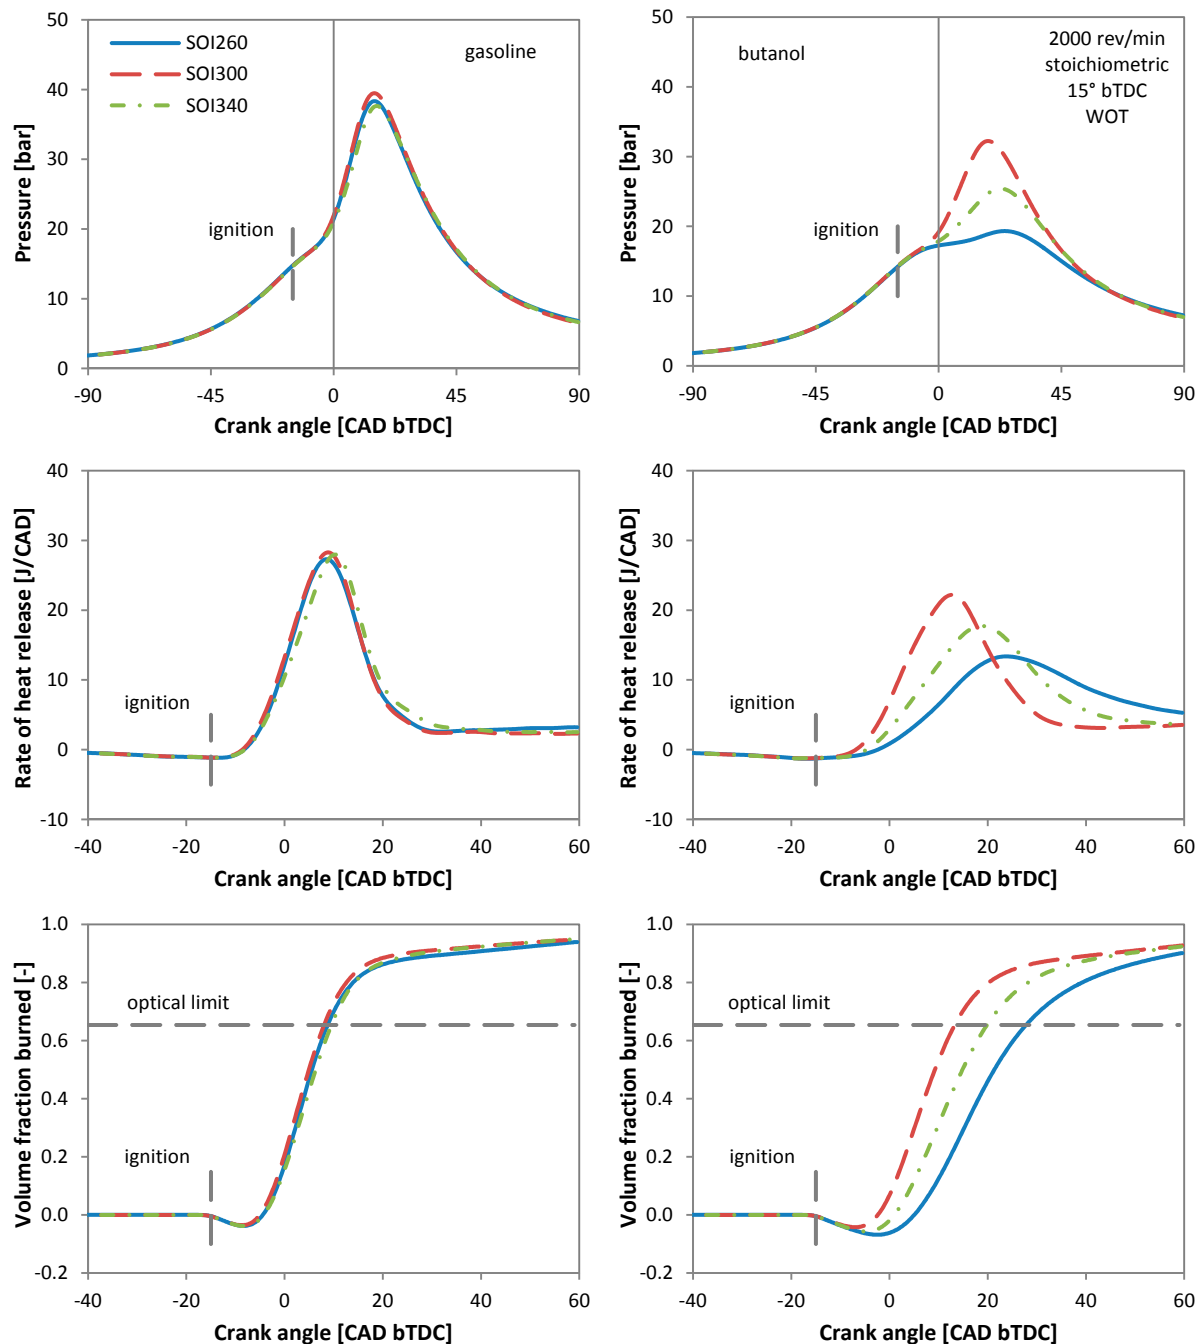 50
40
30
20
10
0
-90
-45
0
45
90
Pressure [bar]
Crank angle [CAD bTDC]
SOI260
SOI300
SOI340
gasoline
ignition
50
40
30
20
10
0
-90
-45
0
45
90
Pressure [bar]
Crank angle [CAD bTDC]
butanol
2000 rev/min
stoichiometric
15° bTDC
WOT
ignition
40
30
20
10
0
-10
-40
-20
0
20
40
60
Rate of heat release [J/CAD]
Crank angle [CAD bTDC]
ignition
40
30
20
10
0
-10
-40
-20
0
20
40
60
Rate of heat release [J/CAD]
Crank angle [CAD bTDC]
ignition
1.0
0.8
0.6
0.4
0.2
0.0
-0.2
-40
-20
0
20
40
60
Volume fraction burned [-]
Crank angle [CAD bTDC]
optical limit
ignition
1.0
0.8
0.6
0.4
0.2
0.0
-0.2
-40
-20
0
20
40
60
Volume fraction burned [-]
Crank angle [CAD bTDC]
optical limit
ignition